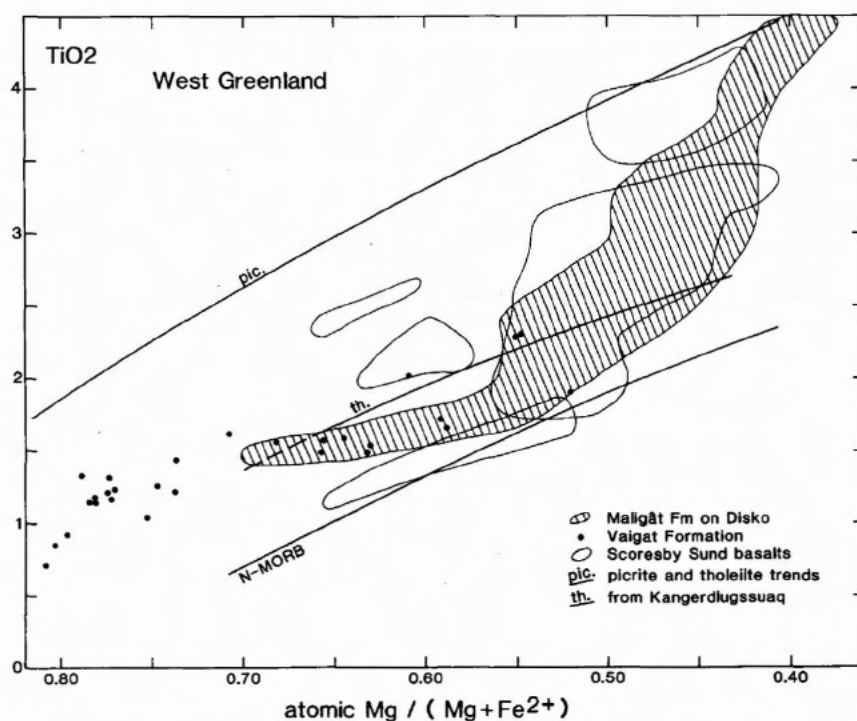 TiO2
West Greenland
4
3
2
1
0
pic.
th.
N-MORB
Maligât Fm on Disko
Vaigat Formation
Scoresby Sund basalts
pic. picrite and tholeiite trends
th. from Kangerdlugssuaq
0.80 0.70 0.60 0.50 0.40
atomic Mg / ( Mg+Fe2+)